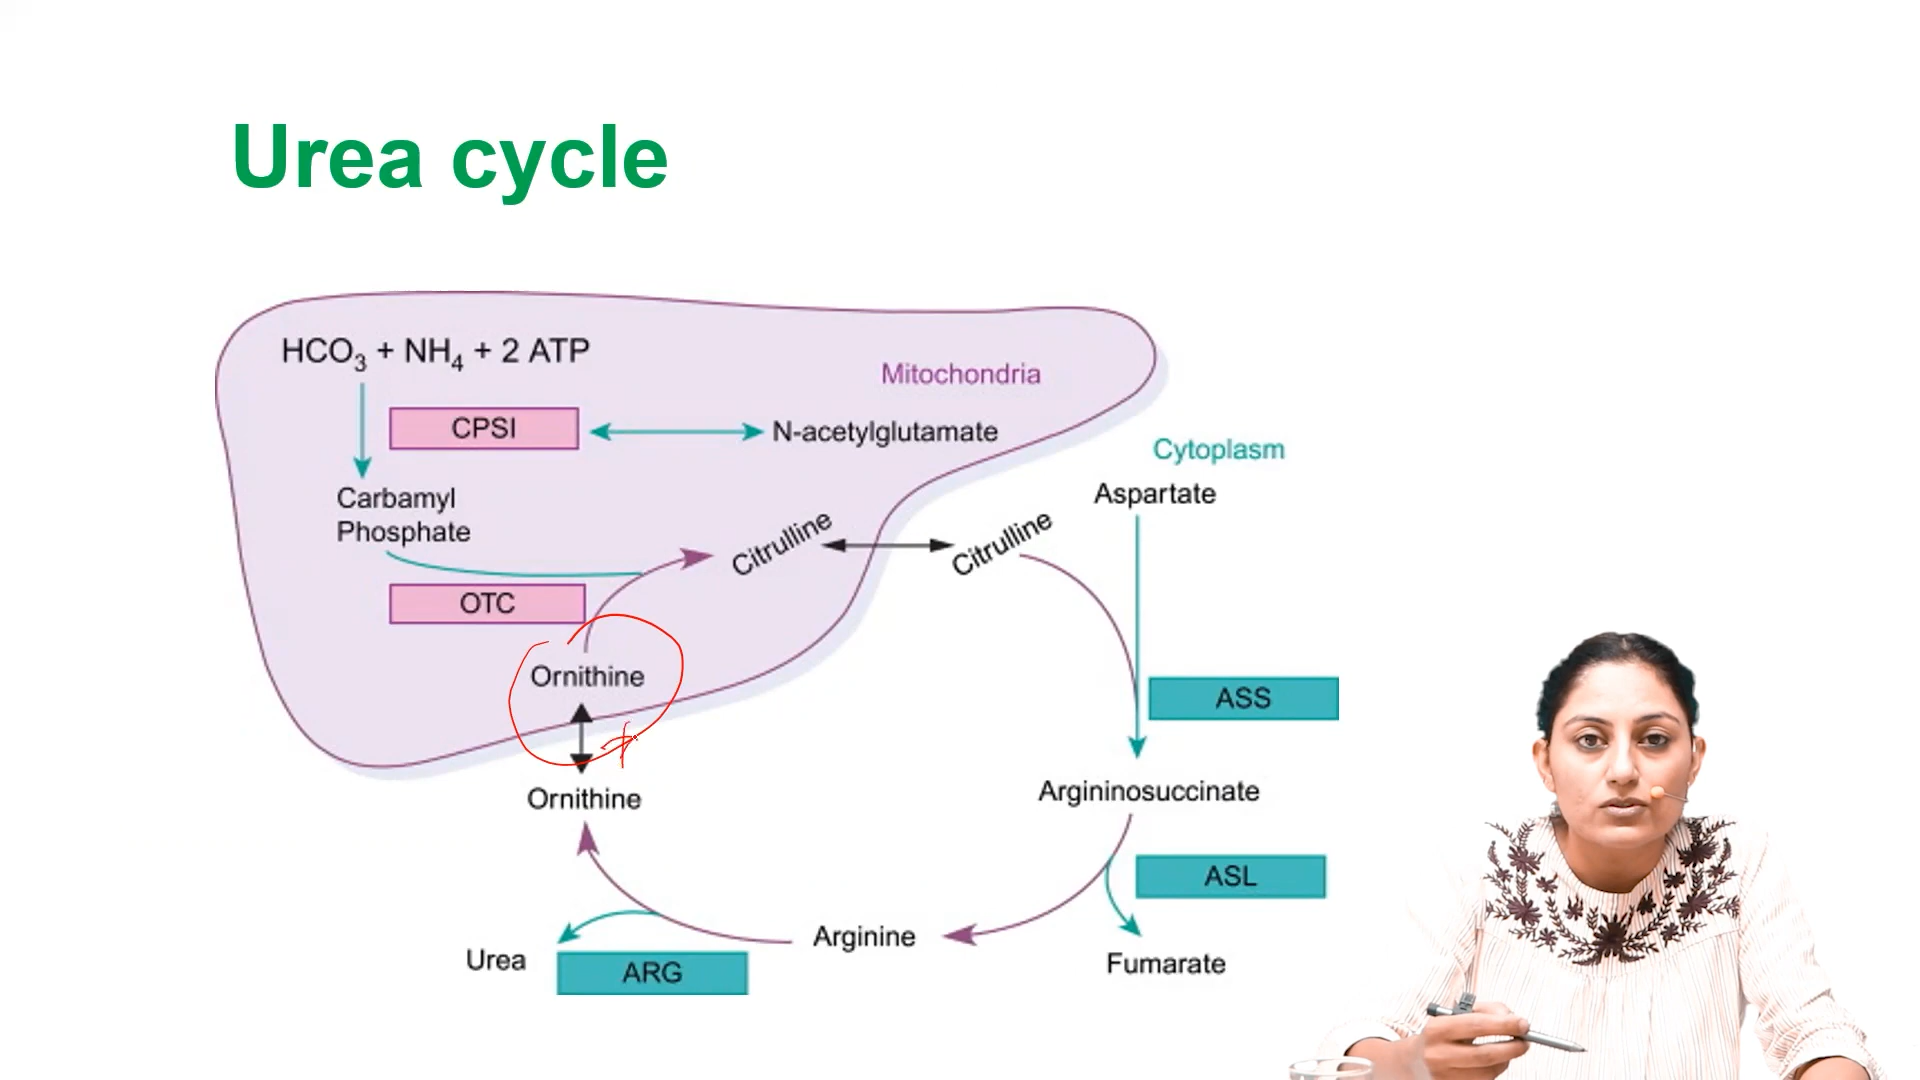 Urea cycle
HCO3 + NH4 + 2 ATP
Mitochondria
CPSI
N-acetylglutamate
Cytoplasm
Aspartate
Carbamyl
Phosphate
Citrulline
Citrulline
OTC
Ornithine
ASS
Ornithine
Argininosuccinate
ASL
Arginine
Urea
ARG
Fumarate